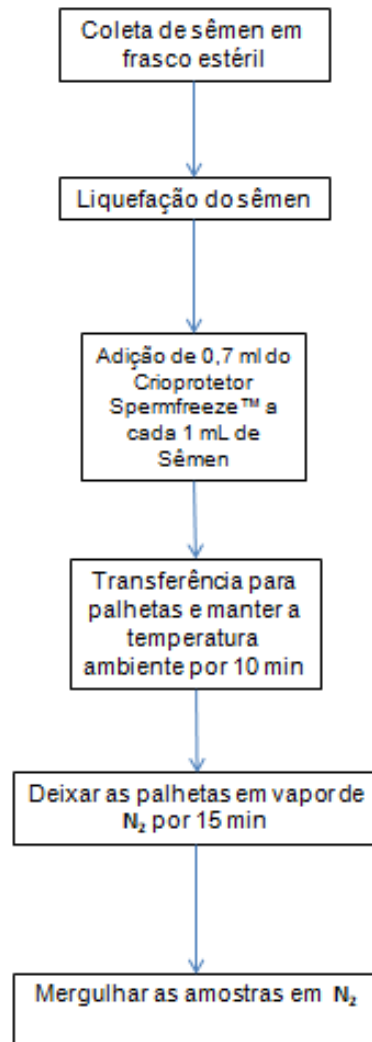 Coleta de sêmen em
frasco estéril
Liquefação do sêmen
Adição de 0,7 ml do
Crioprotetor
Spermfreeze™ a
cada 1 mL de
Sêmen
Transferência para
palhetas e manter a
temperatura
ambiente por 10 min
Deixar as palhetas em vapor de
N₂ por 15 min
Mergulhar as amostras em N₂